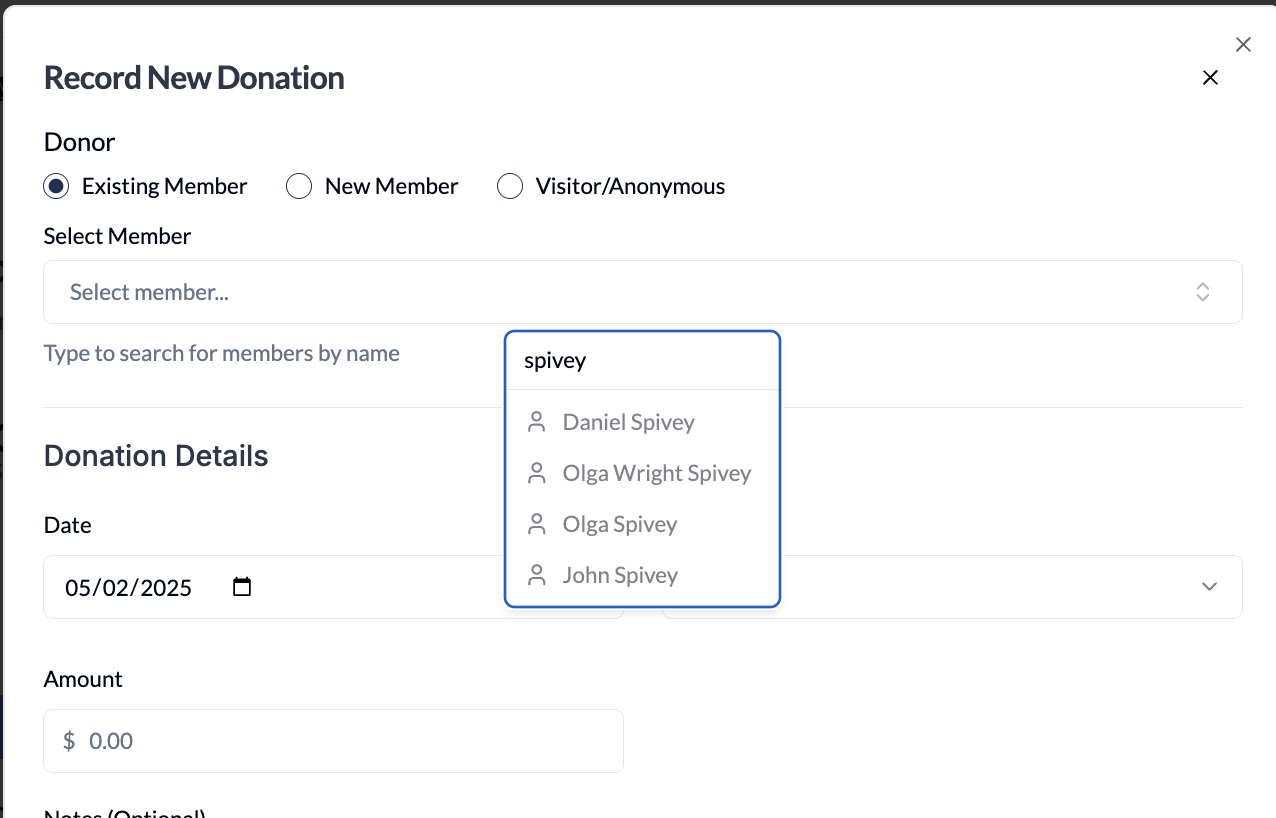 Record New Donation
Donor
Existing Member
New Member
Visitor/Anonymous
Select Member
Select member...
Type to search for members by name
spivey
Daniel Spivey
Olga Wright Spivey
Olga Spivey
John Spivey
Donation Details
Date
05/02/2025
Amount
$ 0.00
Notes (Optional)